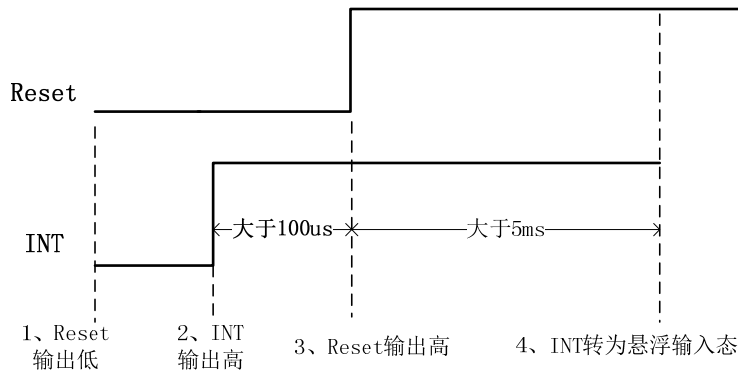 Reset
INT
大于100us
大于5ms
1、Reset
输出低
2、INT
输出高
3、Reset输出高
4、INT转为悬浮输入态